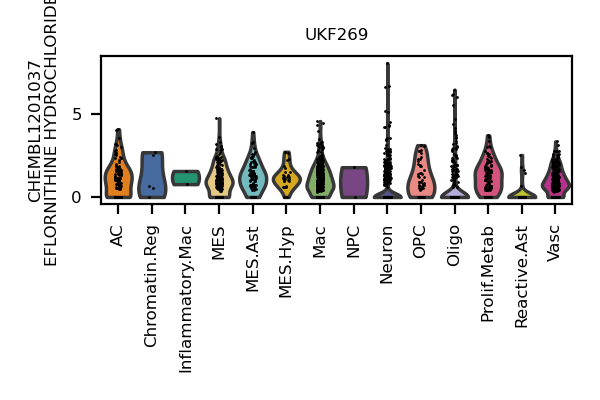 UKF269
CHEMBL1201037
EFLORNITHINE HYDROCHLORIDE
5
0
AC
Chromatin.Reg
Inflammatory.Mac
MES
MES.Ast
MES.Hyp
Mac
NPC
Neuron
OPC
Oligo
Prolif.Metab
Reactive.Ast
Vasc